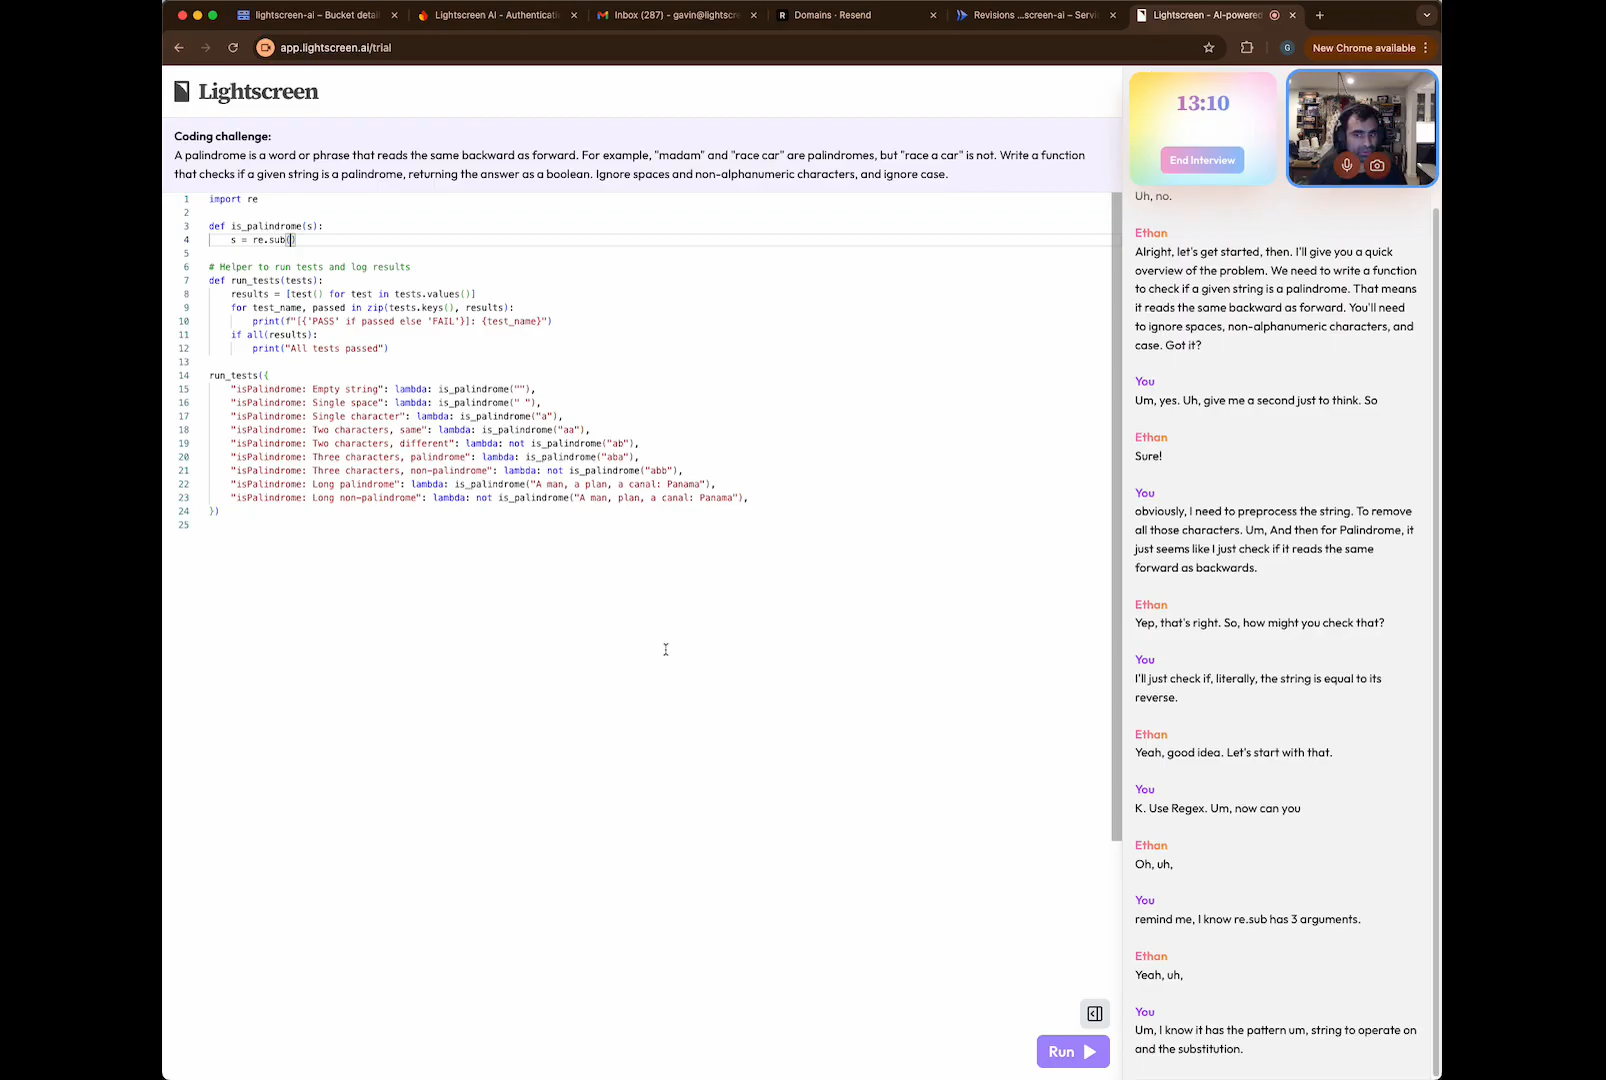 lightscreen-ai – Bucket detail
Lightscreen AI - Authenticati
Inbox (287) - gavin@lightscre
Domains · Resend
Revisions ...screen-ai – Servi
Lightscreen - AI-powered
app.lightscreen.ai/trial
G
New Chrome available
Lightscreen
Coding challenge:
A palindrome is a word or phrase that reads the same backward as forward. For example, "madam" and "race car" are palindromes, but "race a car" is not. Write a function
that checks if a given string is a palindrome, returning the answer as a boolean. Ignore spaces and non-alphanumeric characters, and ignore case.
1 import re
2
3 def is_palindrome(s):
4     s = re.sub()
5
6 # Helper to run tests and log results
7 def run_tests(tests):
8     results = [test() for test in tests.values()]
9     for test_name, passed in zip(tests.keys(), results):
10         print(f"[{'PASS' if passed else 'FAIL'}]: {test_name}")
11     if all(results):
12         print("All tests passed")
13
14 run_tests({
15     "isPalindrome: Empty string": lambda: is_palindrome(""),
16     "isPalindrome: Single space": lambda: is_palindrome(" "),
17     "isPalindrome: Single character": lambda: is_palindrome("a"),
18     "isPalindrome: Two characters, same": lambda: is_palindrome("aa"),
19     "isPalindrome: Two characters, different": lambda: not is_palindrome("ab"),
20     "isPalindrome: Three characters, palindrome": lambda: is_palindrome("aba"),
21     "isPalindrome: Three characters, non-palindrome": lambda: not is_palindrome("abb"),
22     "isPalindrome: Long palindrome": lambda: is_palindrome("A man, a plan, a canal: Panama"),
23     "isPalindrome: Long non-palindrome": lambda: not is_palindrome("A man, plan, a canal: Panama"),
24 })
25
Run
13:10
End Interview
Uh, no.
Ethan
Alright, let's get started, then. I'll give you a quick
overview of the problem. We need to write a function
to check if a given string is a palindrome. That means
it reads the same backward as forward. You'll need
to ignore spaces, non-alphanumeric characters, and
case. Got it?
You
Um, yes. Uh, give me a second just to think. So
Ethan
Sure!
You
obviously, I need to preprocess the string. To remove
all those characters. Um, And then for Palindrome, it
just seems like I just check if it reads the same
forward as backwards.
Ethan
Yep, that's right. So, how might you check that?
You
I'll just check if, literally, the string is equal to its
reverse.
Ethan
Yeah, good idea. Let's start with that.
You
K. Use Regex. Um, now can you
Ethan
Oh, uh,
You
remind me, I know re.sub has 3 arguments.
Ethan
Yeah, uh,
You
Um, I know it has the pattern um, string to operate on
and the substitution.